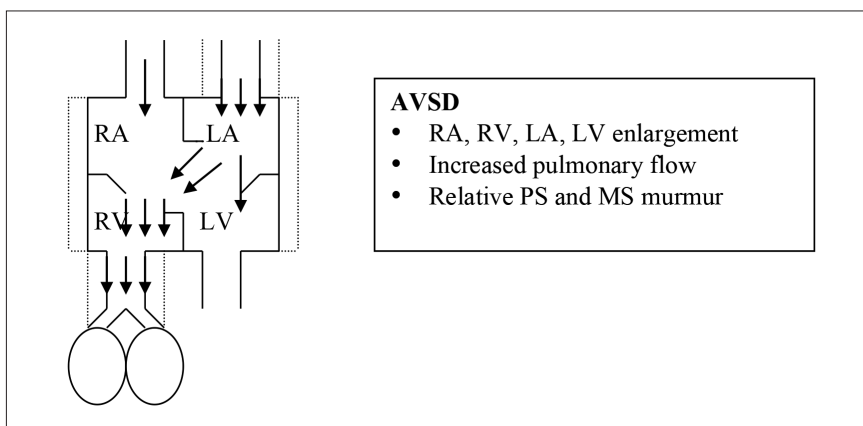 RA LA
RV LV
AVSD
• RA, RV, LA, LV enlargement
• Increased pulmonary flow
• Relative PS and MS murmur